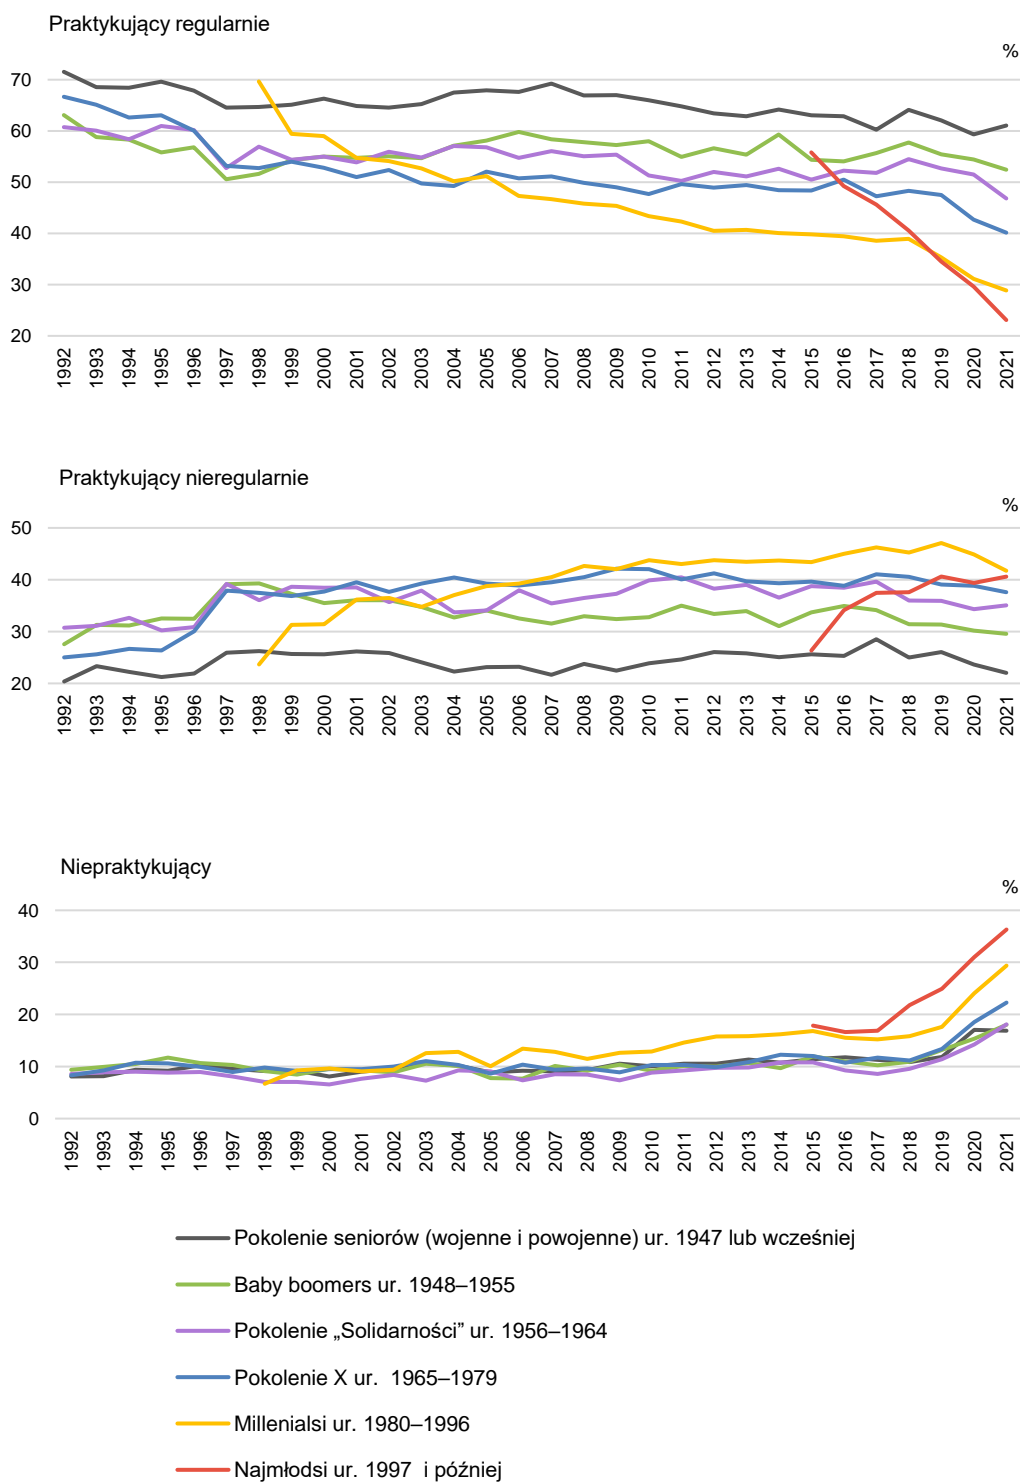 Praktykujący regularnie
%
70
60
50
40
30
20
1992 1993 1994 1995 1996 1997 1998 1999 2000 2001 2002 2003 2004 2005 2006 2007 2008 2009 2010 2011 2012 2013 2014 2015 2016 2017 2018 2019 2020 2021
Praktykujący nieregularnie
%
50
40
30
20
1992 1993 1994 1995 1996 1997 1998 1999 2000 2001 2002 2003 2004 2005 2006 2007 2008 2009 2010 2011 2012 2013 2014 2015 2016 2017 2018 2019 2020 2021
Niepraktykujący
%
40
30
20
10
0
1992 1993 1994 1995 1996 1997 1998 1999 2000 2001 2002 2003 2004 2005 2006 2007 2008 2009 2010 2011 2012 2013 2014 2015 2016 2017 2018 2019 2020 2021
Pokolenie seniorów (wojenne i powojenne) ur. 1947 lub wcześniej
Baby boomers ur. 1948–1955
Pokolenie „Solidarności” ur. 1956–1964
Pokolenie X ur. 1965–1979
Millenialsi ur. 1980–1996
Najmłodsi ur. 1997 i później